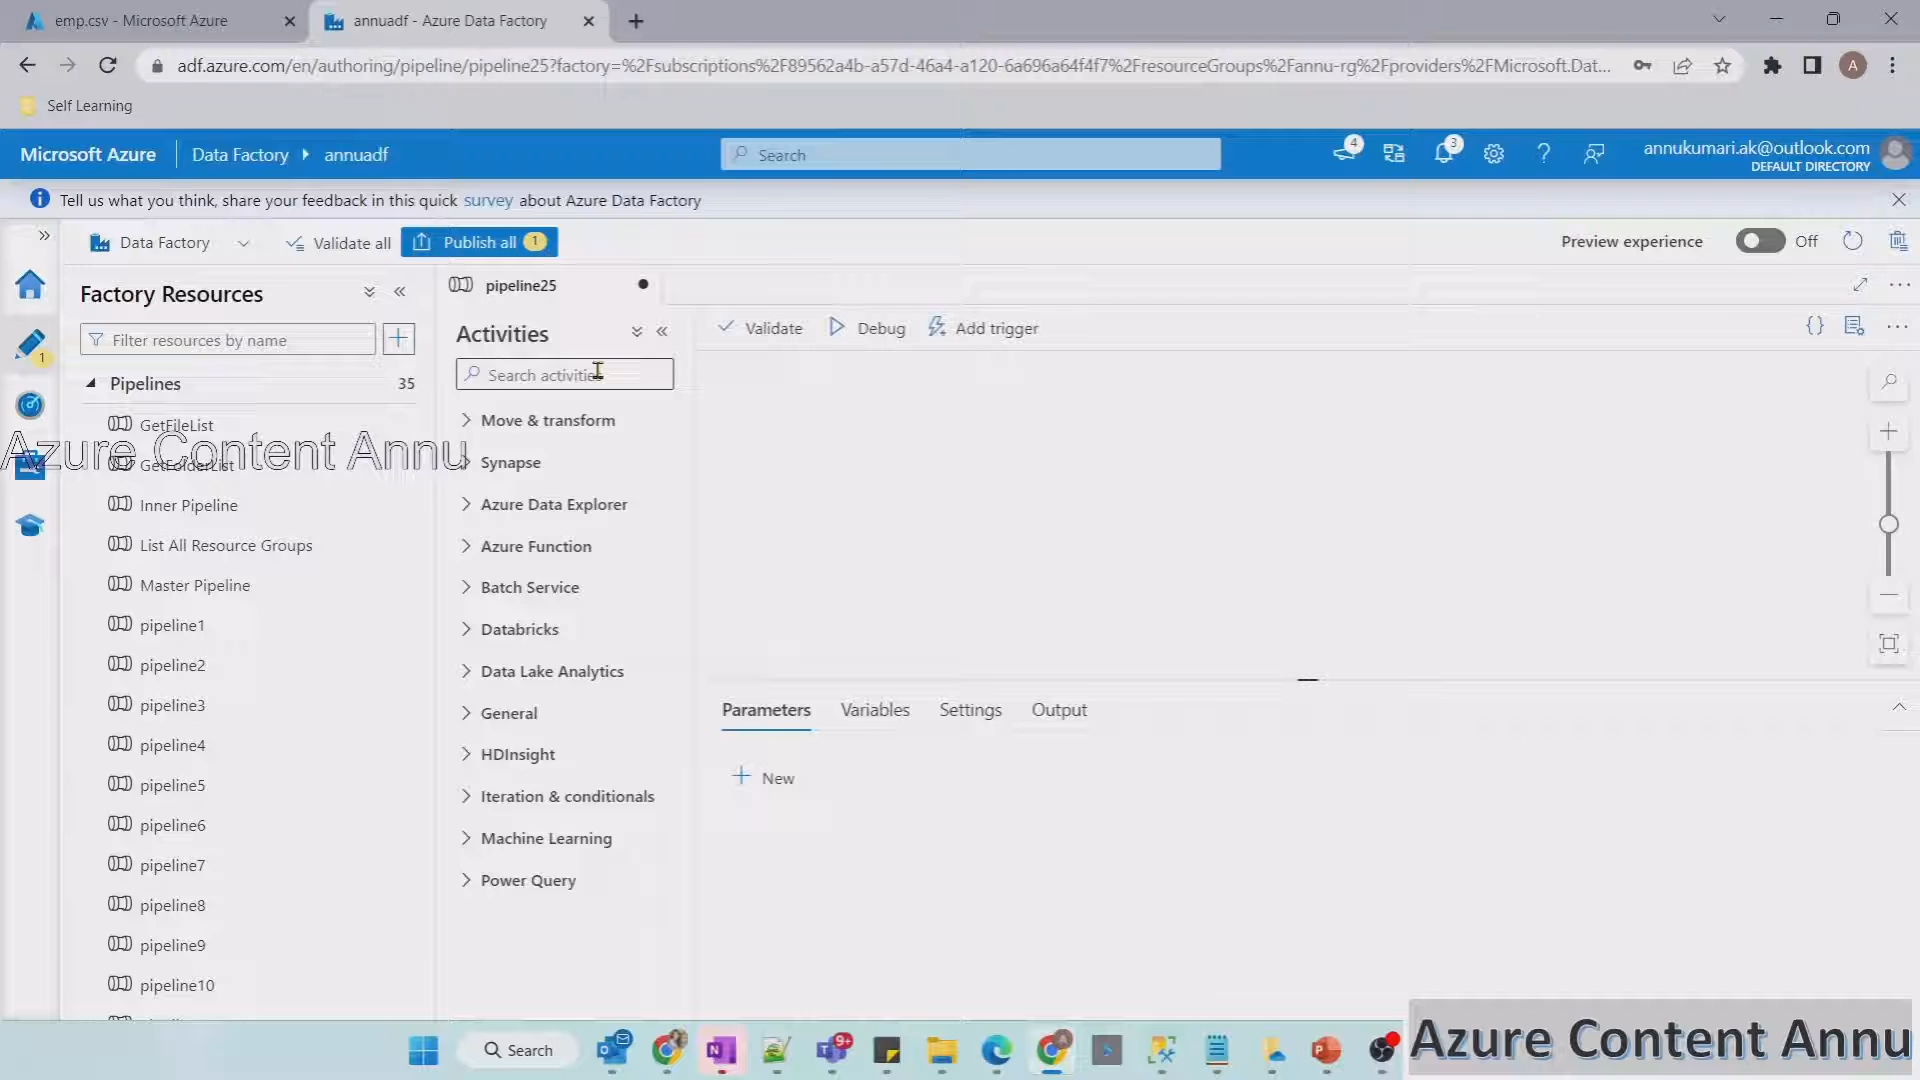 emp.csv - Microsoft Azure
annuadf - Azure Data Factory
adf.azure.com/en/authoring/pipeline/pipeline25?factory=%2Fsubscriptions%2F89562a4b-a57d-46a4-a120-6a696a64f4f7%2FresourceGroups%2Fannu-rg%2Fproviders%2FMicrosoft.Dat...
A
Self Learning
Microsoft Azure
Data Factory
annuadf
Search
4
3
annukumari.ak@outlook.com
DEFAULT DIRECTORY
Tell us what you think, share your feedback in this quick survey about Azure Data Factory
Data Factory
Validate all
Publish all 1
Preview experience
Off
Factory Resources
Filter resources by name
1
Pipelines 35
GetFileList
Azure Content Annu
GetFolderList
Inner Pipeline
List All Resource Groups
Master Pipeline
pipeline1
pipeline2
pipeline3
pipeline4
pipeline5
pipeline6
pipeline7
pipeline8
pipeline9
pipeline10
pipeline25
Activities
Search activitie
Move & transform
Synapse
Azure Data Explorer
Azure Function
Batch Service
Databricks
Data Lake Analytics
General
HDInsight
Iteration & conditionals
Machine Learning
Power Query
Validate
Debug
Add trigger
Parameters
Variables
Settings
Output
New
Search
9+
Azure Content Annu